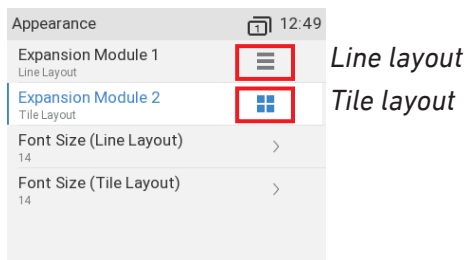 Appearance 1 12:49
Expansion Module 1
Line Layout
Line layout
Expansion Module 2
Tile Layout
Tile layout
Font Size (Line Layout)
14
Font Size (Tile Layout)
14